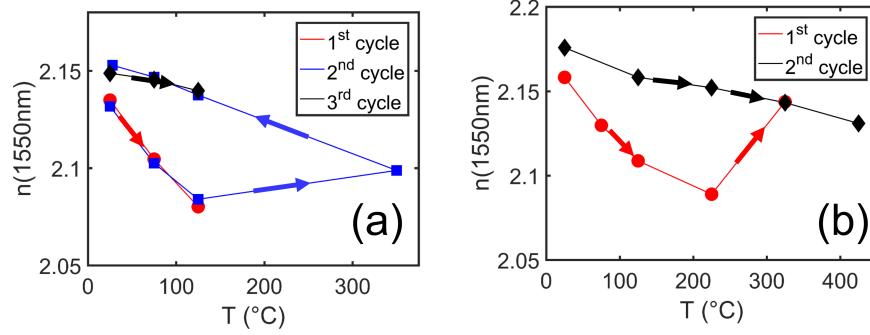 2.15
2.1
2.05
0
100
200
300
n(1550nm)
T (°C)
1st cycle
2nd cycle
3rd cycle
(a)
2.2
2.15
2.1
2.05
0
100
200
300
400
n(1550nm)
T (°C)
1st cycle
2nd cycle
(b)